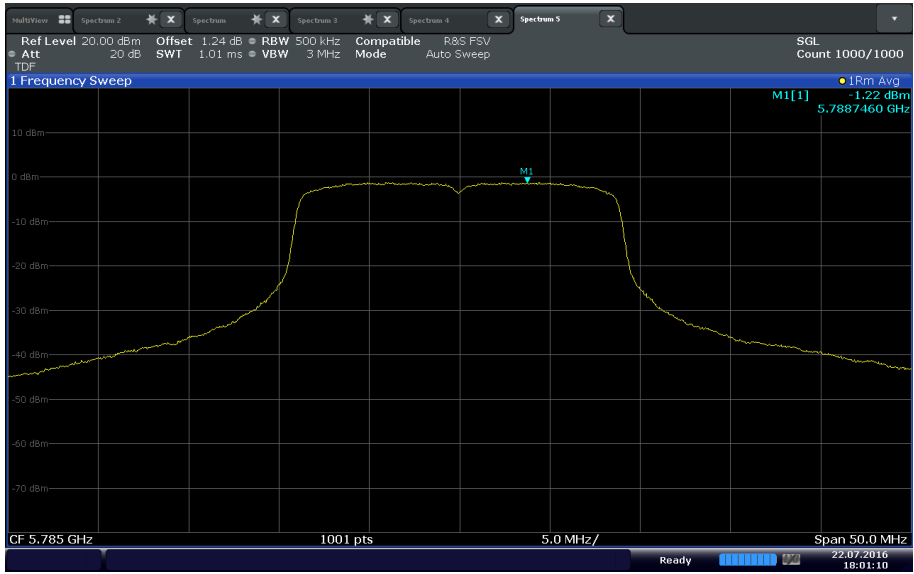 MultiView Spectrum 2 X Spectrum X Spectrum 3 X Spectrum 4 X Spectrum 5 X
Ref Level 20.00 dBm Offset 1.24 dB RBW 500 kHz Compatible R&S FSV SGL
Att 20 dB SWT 1.01 ms VBW 3 MHz Mode Auto Sweep Count 1000/1000
TDF
1 Frequency Sweep 1Rm Avg
M1[1] -1.22 dBm
5.7887460 GHz
10 dBm
M1
0 dBm
-10 dBm
-20 dBm
-30 dBm
-40 dBm
-50 dBm
-60 dBm
-70 dBm
CF 5.785 GHz 1001 pts 5.0 MHz/ Span 50.0 MHz
Ready 22.07.2016
18:01:10